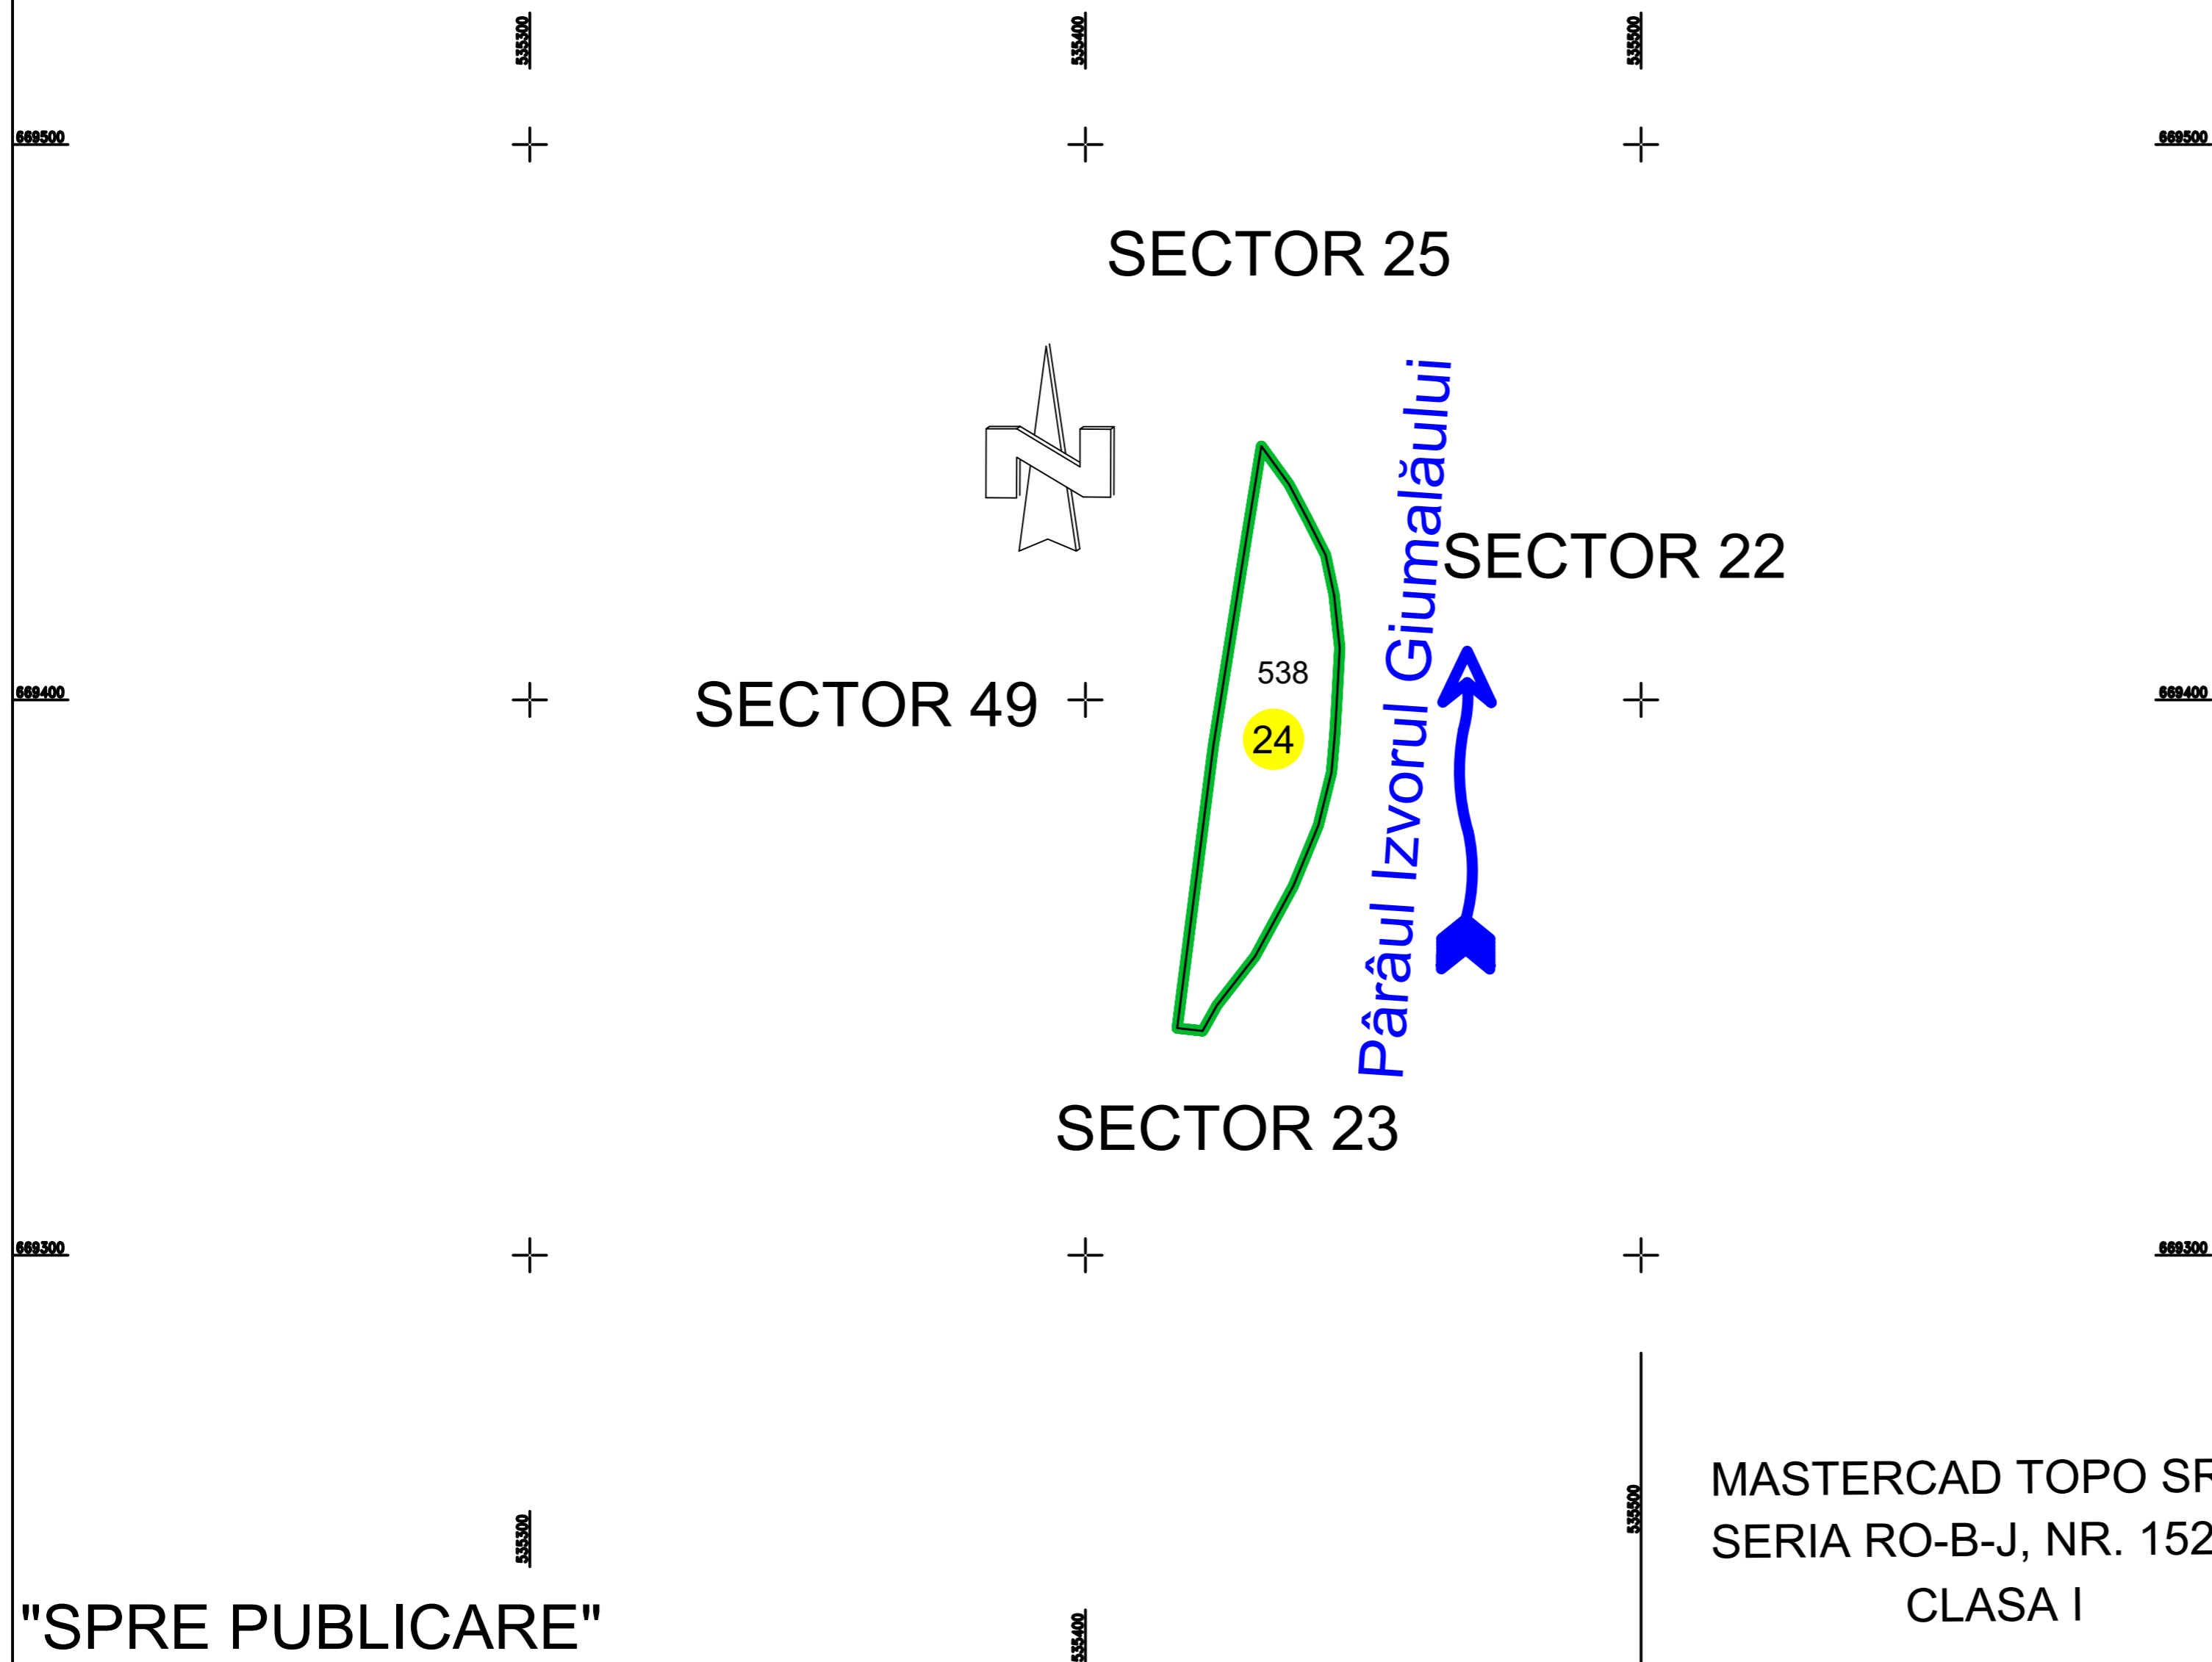 535300
535400
535500
669500
669500
SECTOR 25
Pârâul Izvorul Giumalăului
SECTOR 22
538
SECTOR 49
669400
669400
24
SECTOR 23
669300
669300
MASTERCAD TOPO SR
535300
535500
SERIA RO-B-J, NR. 152
CLASA I
"SPRE PUBLICARE"
535400